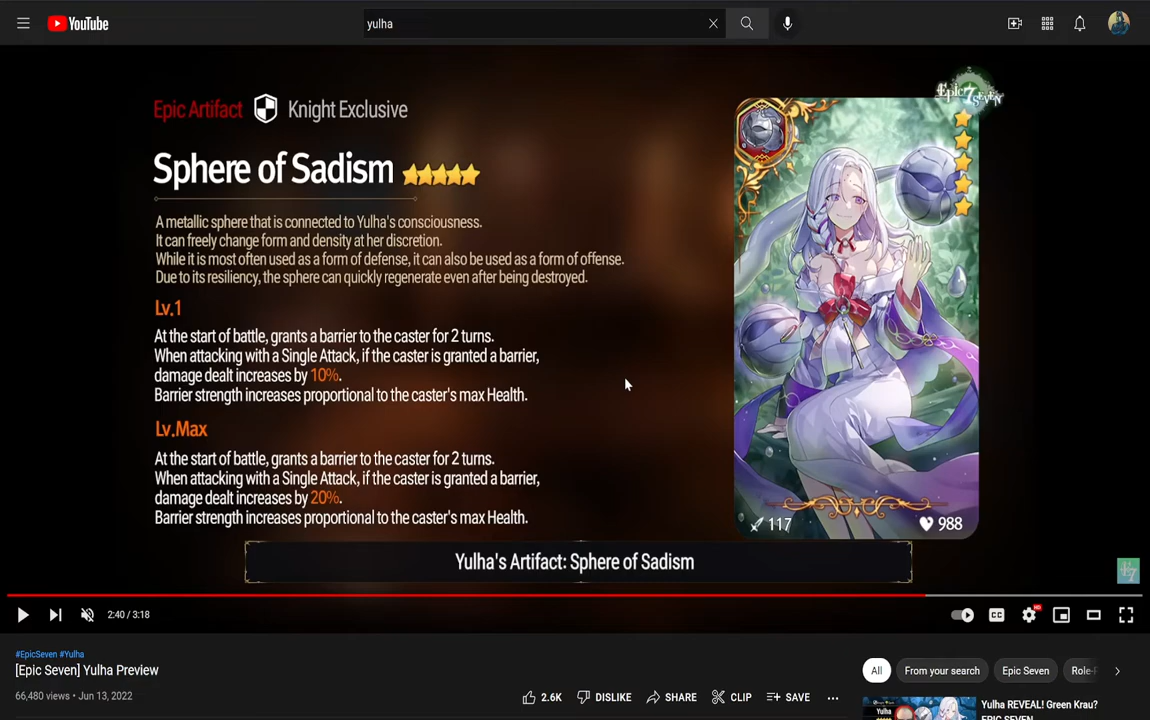 YouTube
yulha
EPIC SEVEN
Epic Artifact Knight Exclusive
Sphere of Sadism
A metallic sphere that is connected to Yulha's consciousness.
It can freely change form and density at her discretion.
While it is most often used as a form of defense, it can also be used as a form of offense.
Due to its resiliency, the sphere can quickly regenerate even after being destroyed.
Lv.1
At the start of battle, grants a barrier to the caster for 2 turns.
When attacking with a Single Attack, if the caster is granted a barrier,
damage dealt increases by 10%.
Barrier strength increases proportional to the caster's max Health.
Lv.Max
At the start of battle, grants a barrier to the caster for 2 turns.
When attacking with a Single Attack, if the caster is granted a barrier,
damage dealt increases by 20%.
Barrier strength increases proportional to the caster's max Health.
117 988
Yulha's Artifact: Sphere of Sadism
E7
2:40 / 3:18
CC
HD
#EpicSeven #Yulha
[Epic Seven] Yulha Preview
66,480 views • Jun 13, 2022
2.6K DISLIKE SHARE CLIP SAVE
All From your search Epic Seven
Yulha
Yulha REVEAL! Green Krau?
EPIC SEVEN